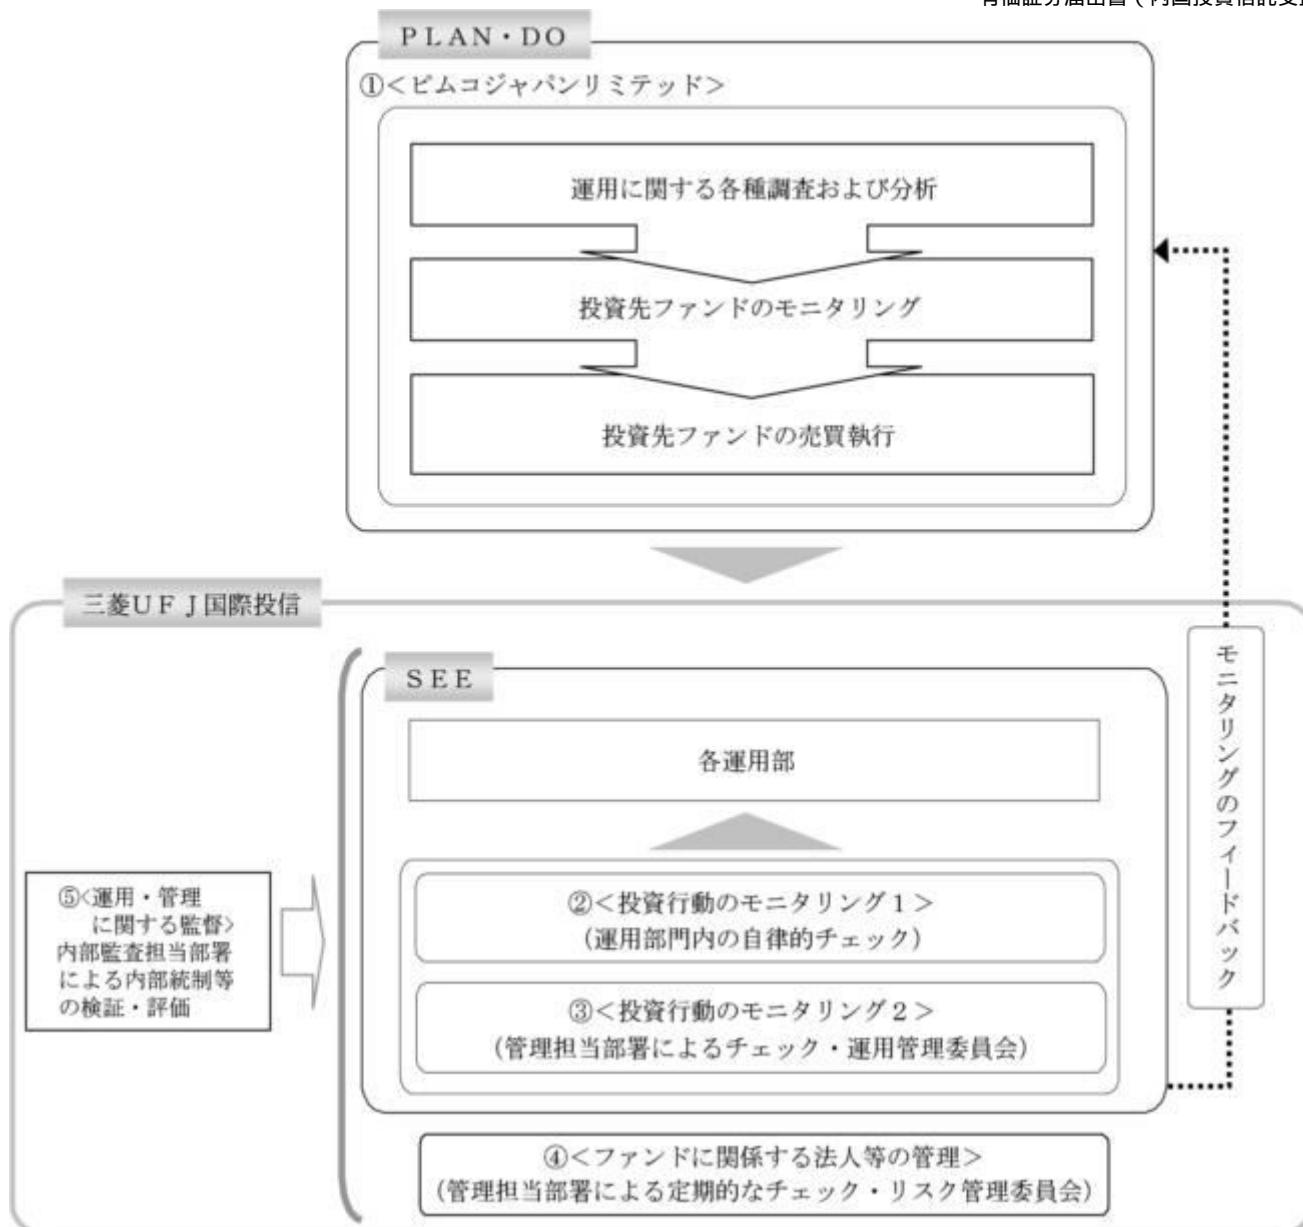 PLAN・DO
①<ピムコジャパンリミテッド>
運用に関する各種調査および分析
投資先ファンドのモニタリング
投資先ファンドの売買執行
三菱UFJ国際投信
SEE
各運用部
②<投資行動のモニタリング1>
(運用部門内の自律的チェック)
③<投資行動のモニタリング2>
(管理担当部署によるチェック・運用管理委員会)
④<ファンドに関係する法人等の管理>
(管理担当部署による定期的なチェック・リスク管理委員会)
⑤<運用・管理
に関する監督>
内部監査担当部署
による内部統制等
の検証・評価
モニタリングのフィードバック